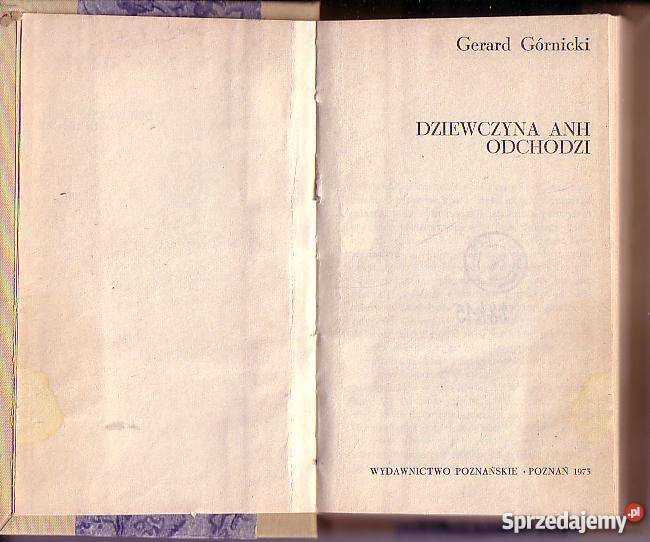 Gerard Górnicki
DZIEWCZYNA ANH
ODCHODZI
WYDAWNICTWO POZNAŃSKIE · POZNAŃ 1973
Sprzedajemy.pl